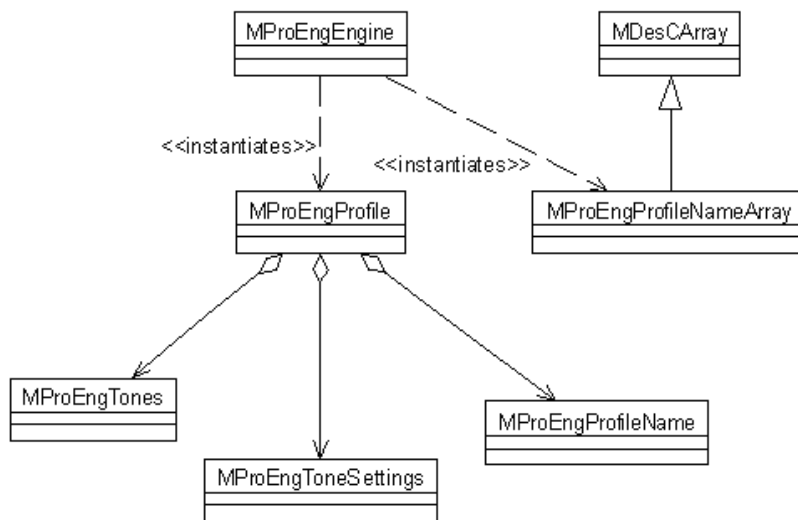 MProEngEngine
MDesCArray
<<instantiates>>
<<instantiates>>
MProEngProfile
MProEngProfileNameArray
MProEngTones
MProEngProfileName
MProEngToneSettings